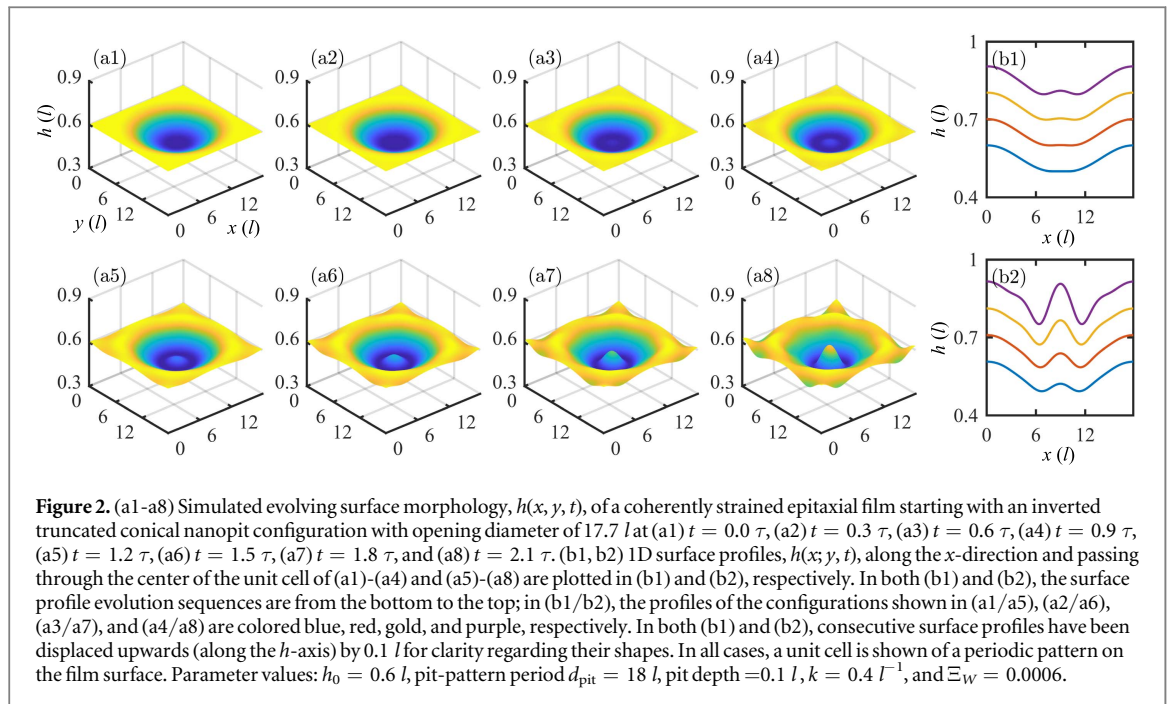 (a1) (a2) (a3) (a4) 1 (b1)
0.9 0.9 0.9 0.9
h (l) 0.6 0.6 0.6 0.6 h (l) 0.7
0.3 0.3 0.3 0.3
0 0 0 0 0.4
6 12 12 6 12 12 6 12 12 6 12 12 0 6 12
y (l) 0 6 x (l) 0 6 0 6 0 6 x (l)
(a5) (a6) (a7) (a8) 1 (b2)
0.9 0.9 0.9 0.9
0.6 0.6 0.6 0.6 h (l) 0.7
0.3 0.3 0.3 0.3
0 0 0 0 0.4
6 12 12 6 12 12 6 12 12 6 12 12 0 6 12
0 6 0 6 0 6 0 6 x (l)
Figure 2. (a1-a8) Simulated evolving surface morphology, h(x, y, t), of a coherently strained epitaxial film starting with an inverted
truncated conical nanopit configuration with opening diameter of 17.7 l at (a1) t = 0.0 τ, (a2) t = 0.3 τ, (a3) t = 0.6 τ, (a4) t = 0.9 τ,
(a5) t = 1.2 τ, (a6) t = 1.5 τ, (a7) t = 1.8 τ, and (a8) t = 2.1 τ. (b1, b2) 1D surface profiles, h(x; y, t), along the x-direction and passing
through the center of the unit cell of (a1)-(a4) and (a5)-(a8) are plotted in (b1) and (b2), respectively. In both (b1) and (b2), the surface
profile evolution sequences are from the bottom to the top; in (b1/b2), the profiles of the configurations shown in (a1/a5), (a2/a6),
(a3/a7), and (a4/a8) are colored blue, red, gold, and purple, respectively. In both (b1) and (b2), consecutive surface profiles have been
displaced upwards (along the h-axis) by 0.1 l for clarity regarding their shapes. In all cases, a unit cell is shown of a periodic pattern on
the film surface. Parameter values: h₀ = 0.6 l, pit-pattern period d_pit = 18 l, pit depth =0.1 l, k = 0.4 l⁻¹, and Ξ_W = 0.0006.